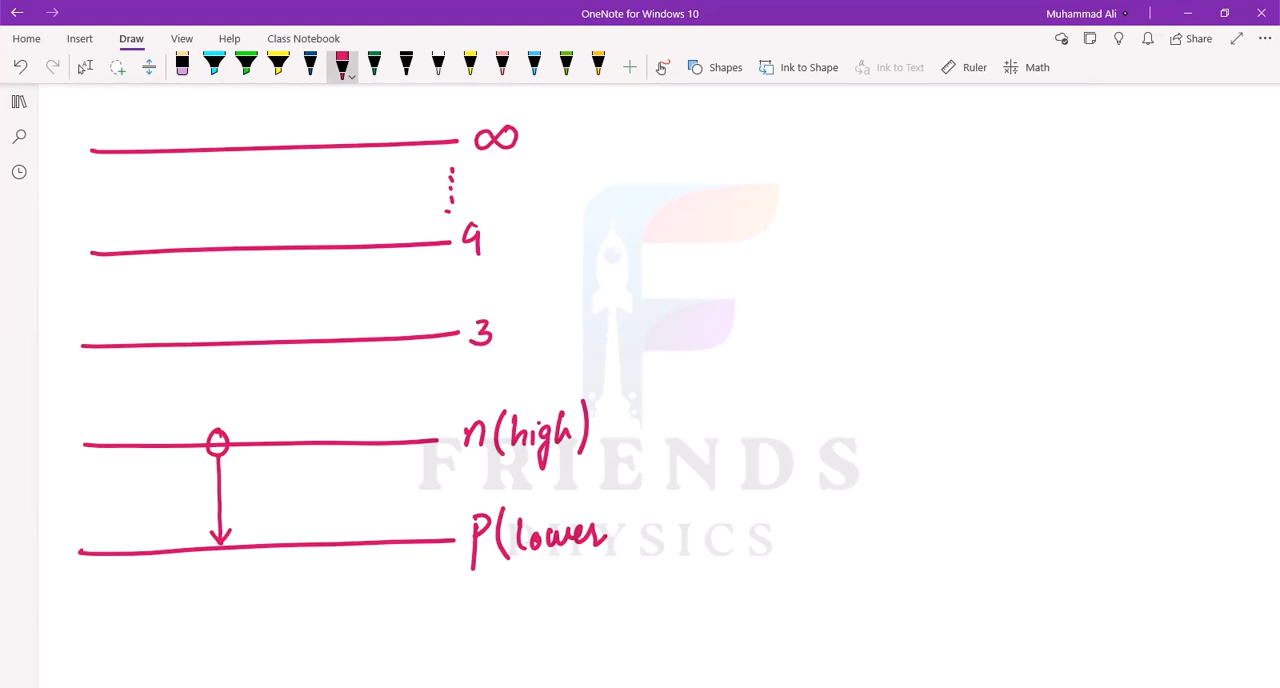 OneNote for Windows 10
Muhammad Ali
Home Insert Draw View Help Class Notebook
Share
Shapes Ink to Shape Ink to Text Ruler Math
∞
4
3
n(high)
FRIENDS
p(lower
PHYSICS